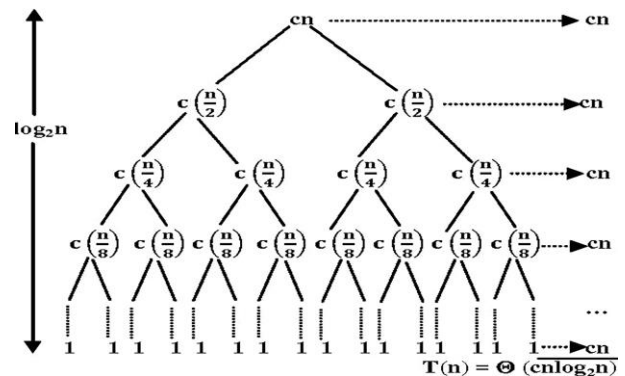 cn cn
c(n/2) c(n/2) cn
log₂n
c(n/4) c(n/4) c(n/4) c(n/4) cn
c(n/8) c(n/8) c(n/8) c(n/8) c(n/8) c(n/8) c(n/8) c(n/8) cn
...
1 1 1 1 1 1 1 1 1 1 1 1 1 1 1 1 cn
T(n) = Θ (cnlog₂n)